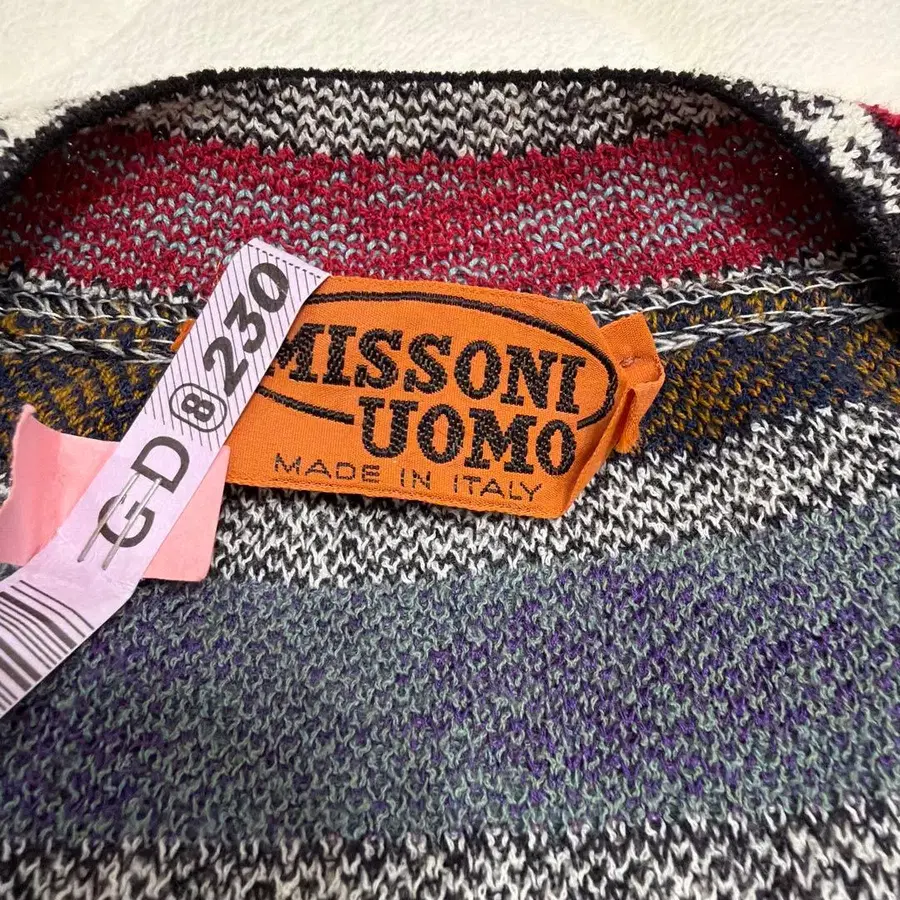 MISSONI
UOMO
MADE IN ITALY
GD 8 230